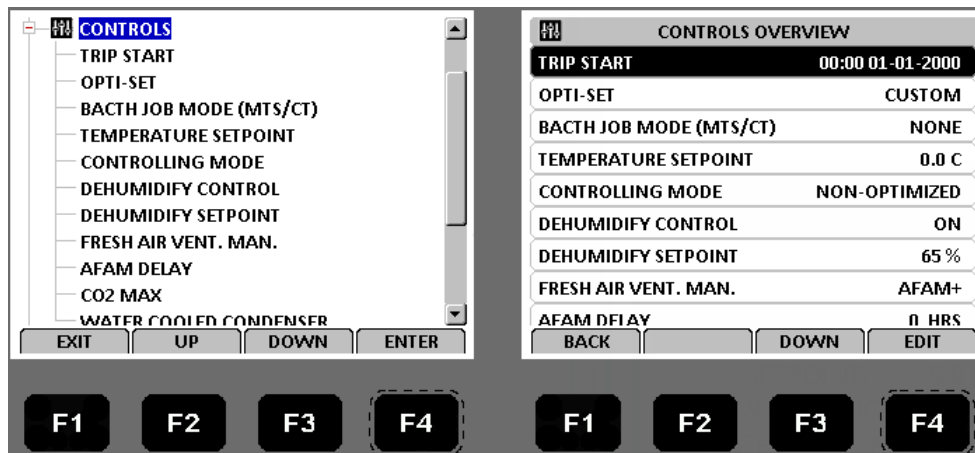 CONTROLS
TRIP START
OPTI-SET
BACTH JOB MODE (MTS/CT)
TEMPERATURE SETPOINT
CONTROLLING MODE
DEHUMIDIFY CONTROL
DEHUMIDIFY SETPOINT
FRESH AIR VENT. MAN.
AFAM DELAY
CO2 MAX
WATER COOLED CONDENSER
EXIT UP DOWN ENTER
F1 F2 F3 F4
CONTROLS OVERVIEW
TRIP START 00:00 01-01-2000
OPTI-SET CUSTOM
BACTH JOB MODE (MTS/CT) NONE
TEMPERATURE SETPOINT 0.0 C
CONTROLLING MODE NON-OPTIMIZED
DEHUMIDIFY CONTROL ON
DEHUMIDIFY SETPOINT 65 %
FRESH AIR VENT. MAN. AFAM+
AFAM DELAY 0 HRS
BACK DOWN EDIT
F1 F2 F3 F4